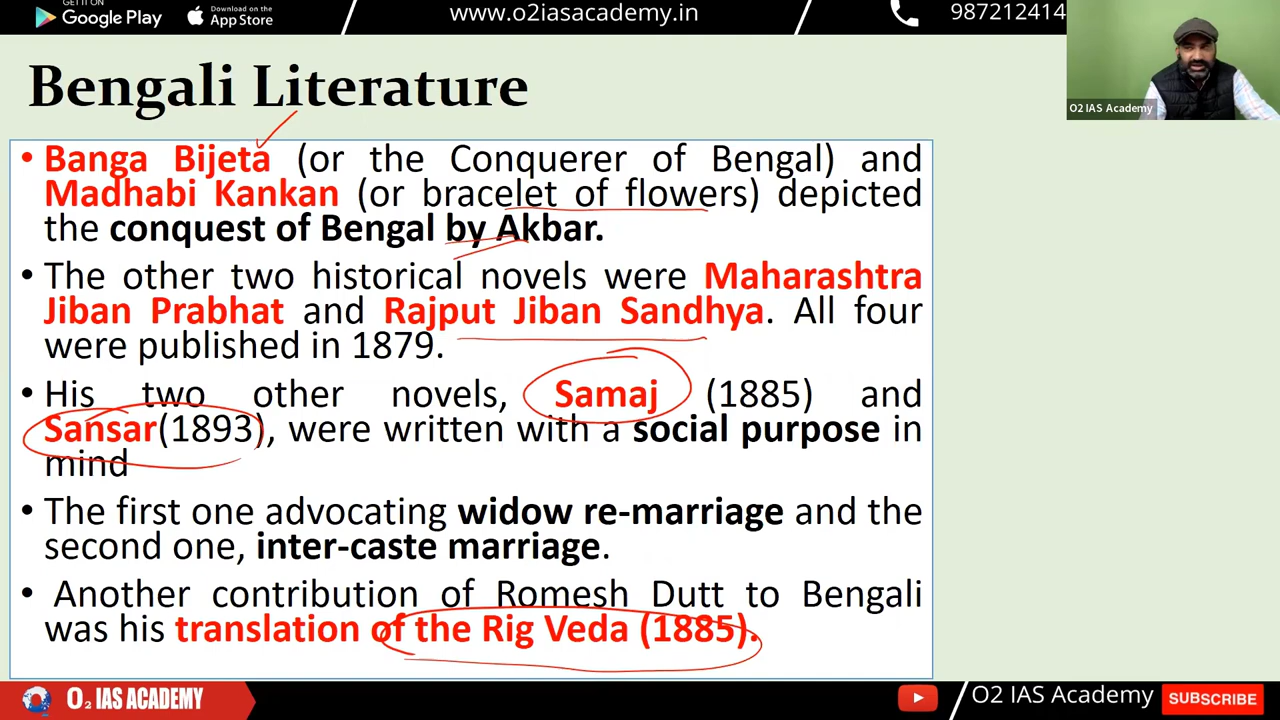 GET IT ON
Google Play
Download on the
App Store
www.o2iasacademy.in
987212414
O2 IAS Academy
Bengali Literature
• Banga Bijeta (or the Conquerer of Bengal) and
Madhabi Kankan (or bracelet of flowers) depicted
the conquest of Bengal by Akbar.
• The other two historical novels were Maharashtra
Jiban Prabhat and Rajput Jiban Sandhya. All four
were published in 1879.
• His two other novels, Samaj (1885) and
Sansar(1893), were written with a social purpose in
mind
• The first one advocating widow re-marriage and the
second one, inter-caste marriage.
• Another contribution of Romesh Dutt to Bengali
was his translation of the Rig Veda (1885).
O2 IAS ACADEMY
O2 IAS Academy
SUBSCRIBE